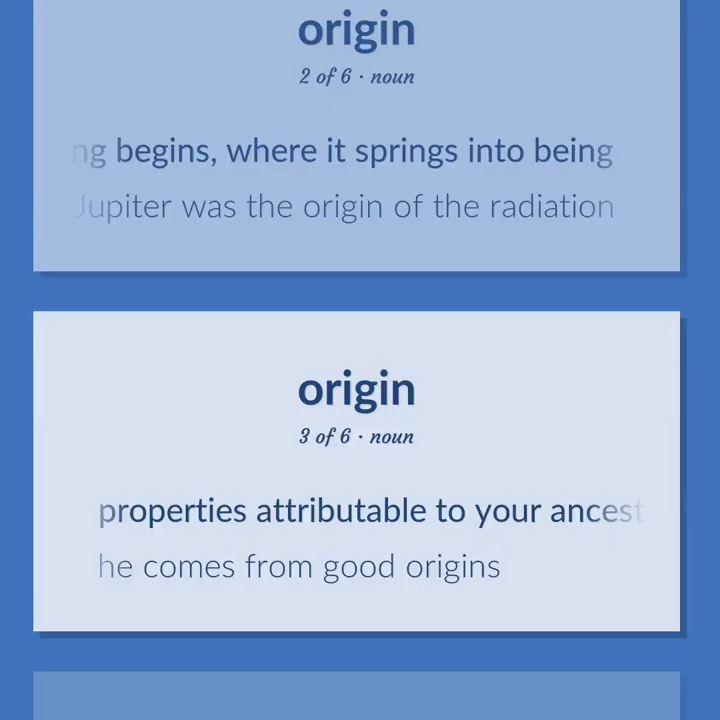 origin
2 of 6 · noun
ng begins, where it springs into being
Jupiter was the origin of the radiation
origin
3 of 6 · noun
properties attributable to your ancest
he comes from good origins